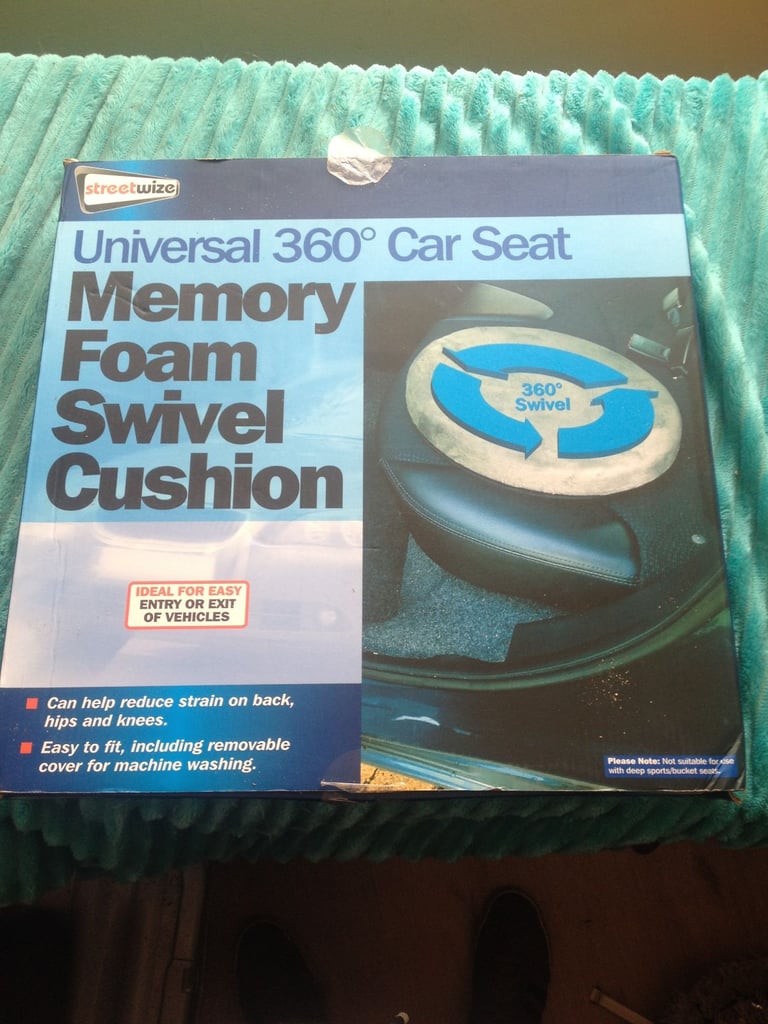 streetwize
Universal 360° Car Seat
Memory
Foam
Swivel
Cushion
360°
Swivel
IDEAL FOR EASY
ENTRY OR EXIT
OF VEHICLES
Can help reduce strain on back,
hips and knees.
Easy to fit, including removable
cover for machine washing.
Please Note: Not suitable for use
with deep sports/bucket seats.